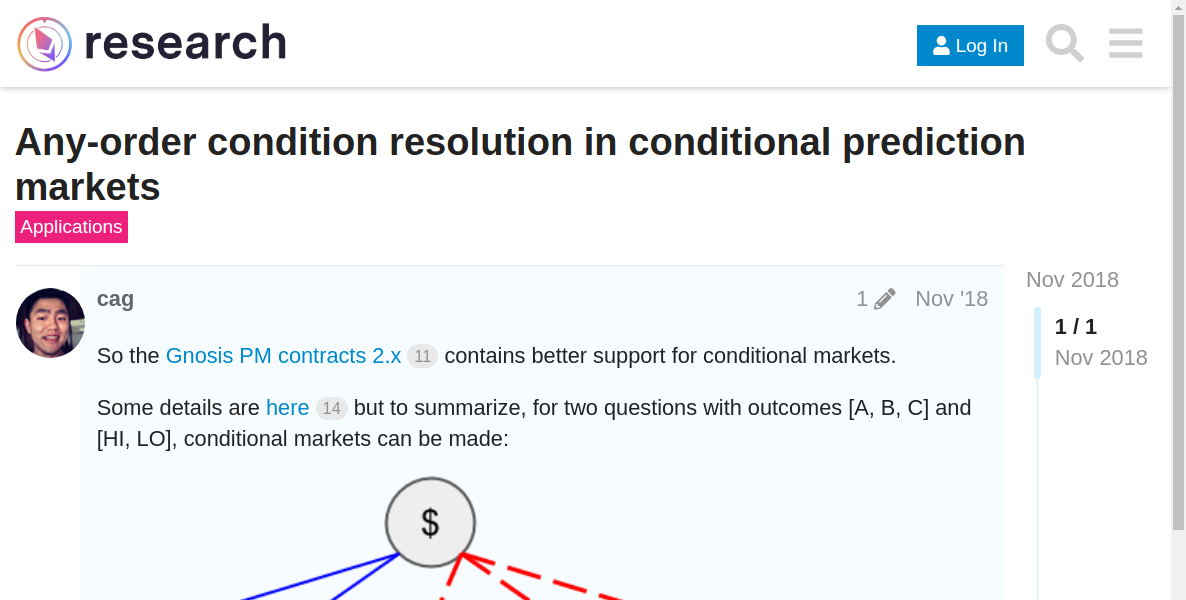 research
Log In
Any-order condition resolution in conditional prediction
markets
Applications
cag
1
Nov '18
So the Gnosis PM contracts 2.x 11 contains better support for conditional markets.
Some details are here 14 but to summarize, for two questions with outcomes [A, B, C] and
[HI, LO], conditional markets can be made:
$
Nov 2018
1 / 1
Nov 2018